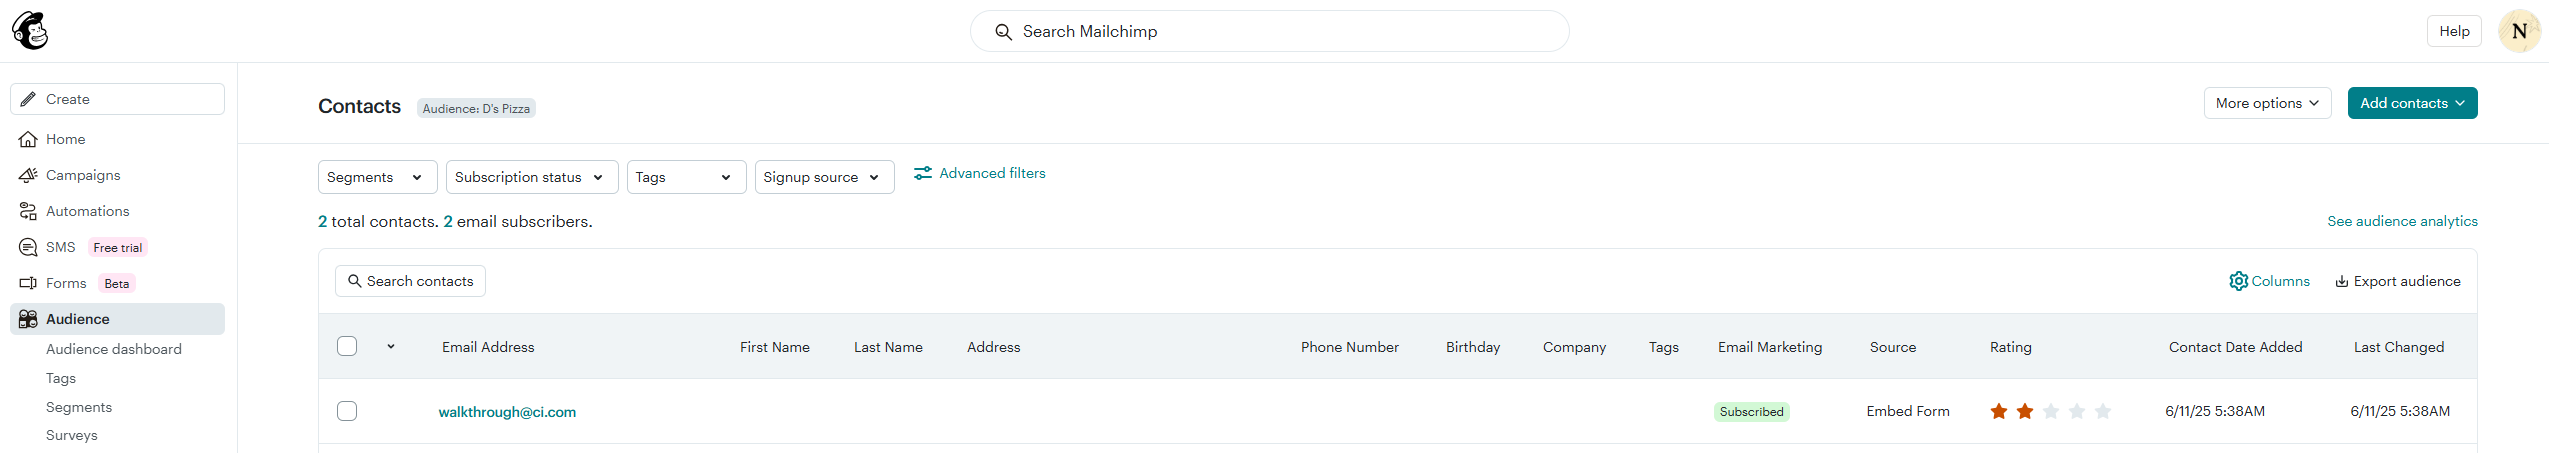 Search Mailchimp
Help
N
Create
Home
Campaigns
Automations
SMS Free trial
Forms Beta
Audience
Audience dashboard
Tags
Segments
Surveys
Contacts Audience: D's Pizza
More options Add contacts
Segments Subscription status Tags Signup source Advanced filters
2 total contacts. 2 email subscribers.
See audience analytics
Search contacts
Columns Export audience
Email Address First Name Last Name Address Phone Number Birthday Company Tags Email Marketing Source Rating Contact Date Added Last Changed
walkthrough@ci.com Subscribed Embed Form 6/11/25 5:38AM 6/11/25 5:38AM